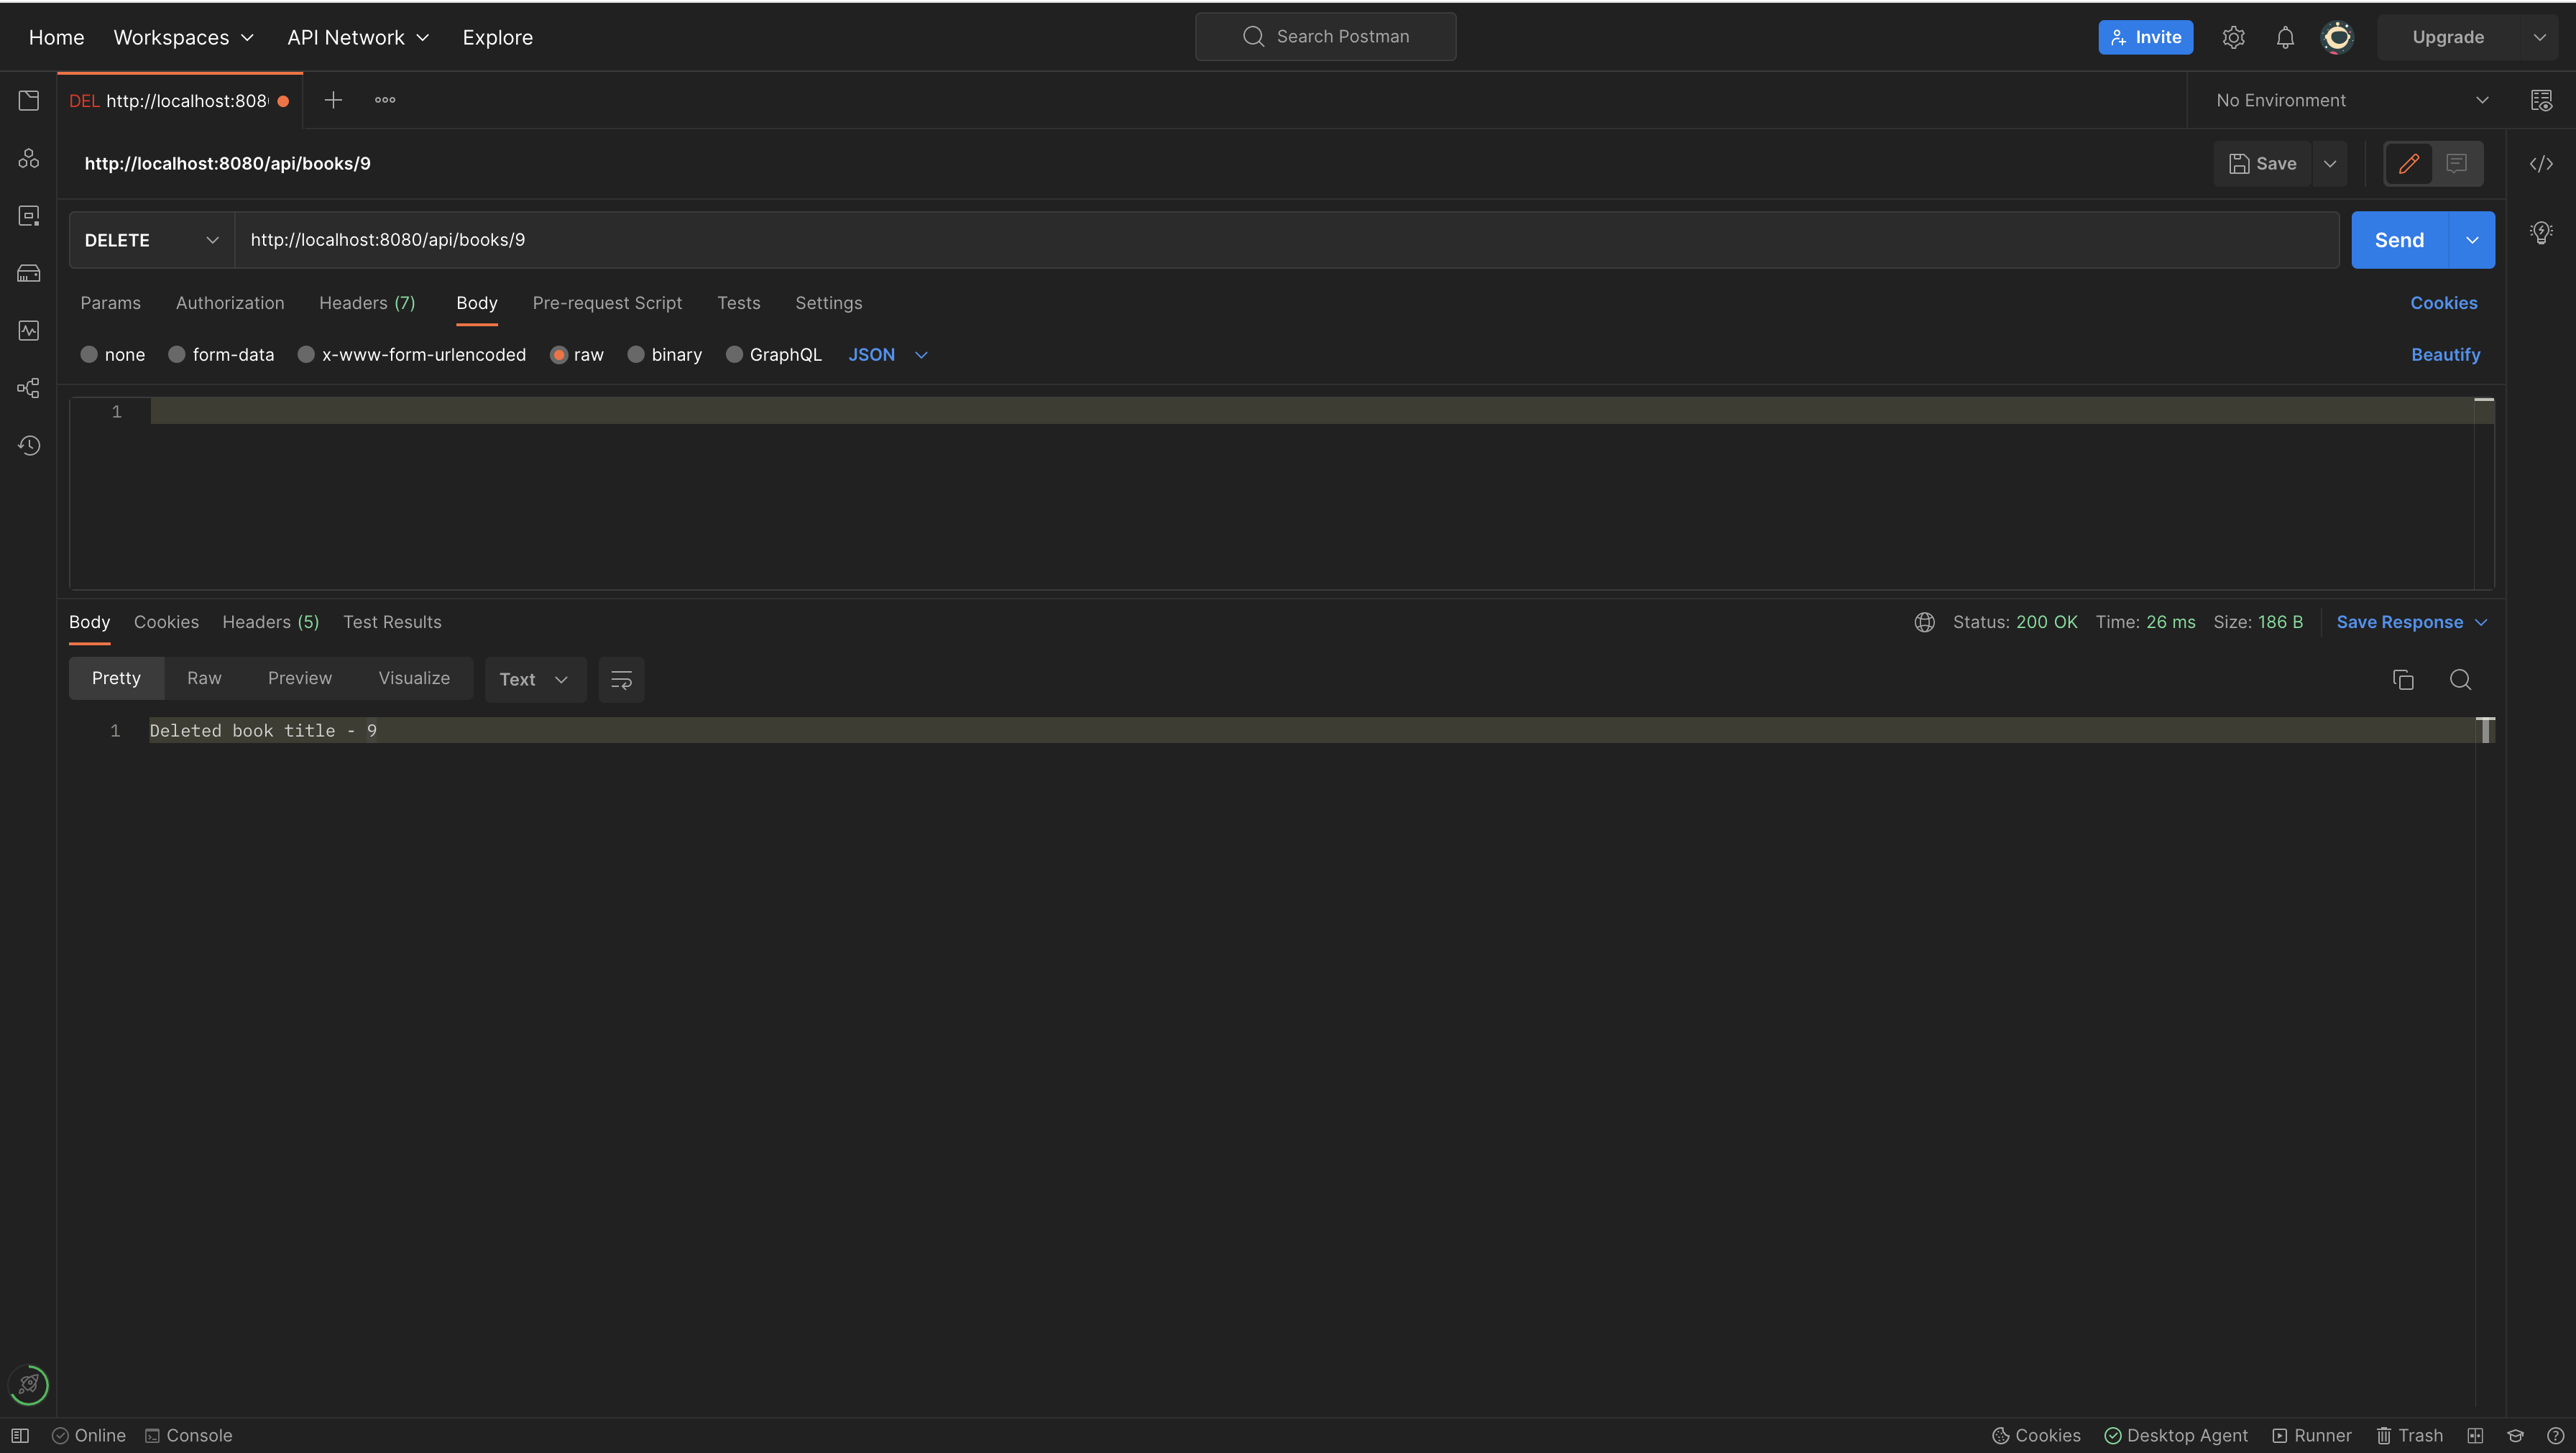 Home Workspaces API Network Explore Search Postman Invite Upgrade
DEL http://localhost:808 No Environment
http://localhost:8080/api/books/9 Save
DELETE http://localhost:8080/api/books/9 Send
Params Authorization Headers (7) Body Pre-request Script Tests Settings Cookies
none form-data x-www-form-urlencoded raw binary GraphQL JSON Beautify
1
Body Cookies Headers (5) Test Results Status: 200 OK Time: 26 ms Size: 186 B Save Response
Pretty Raw Preview Visualize Text
1 Deleted book title - 9
Online Console Cookies Desktop Agent Runner Trash